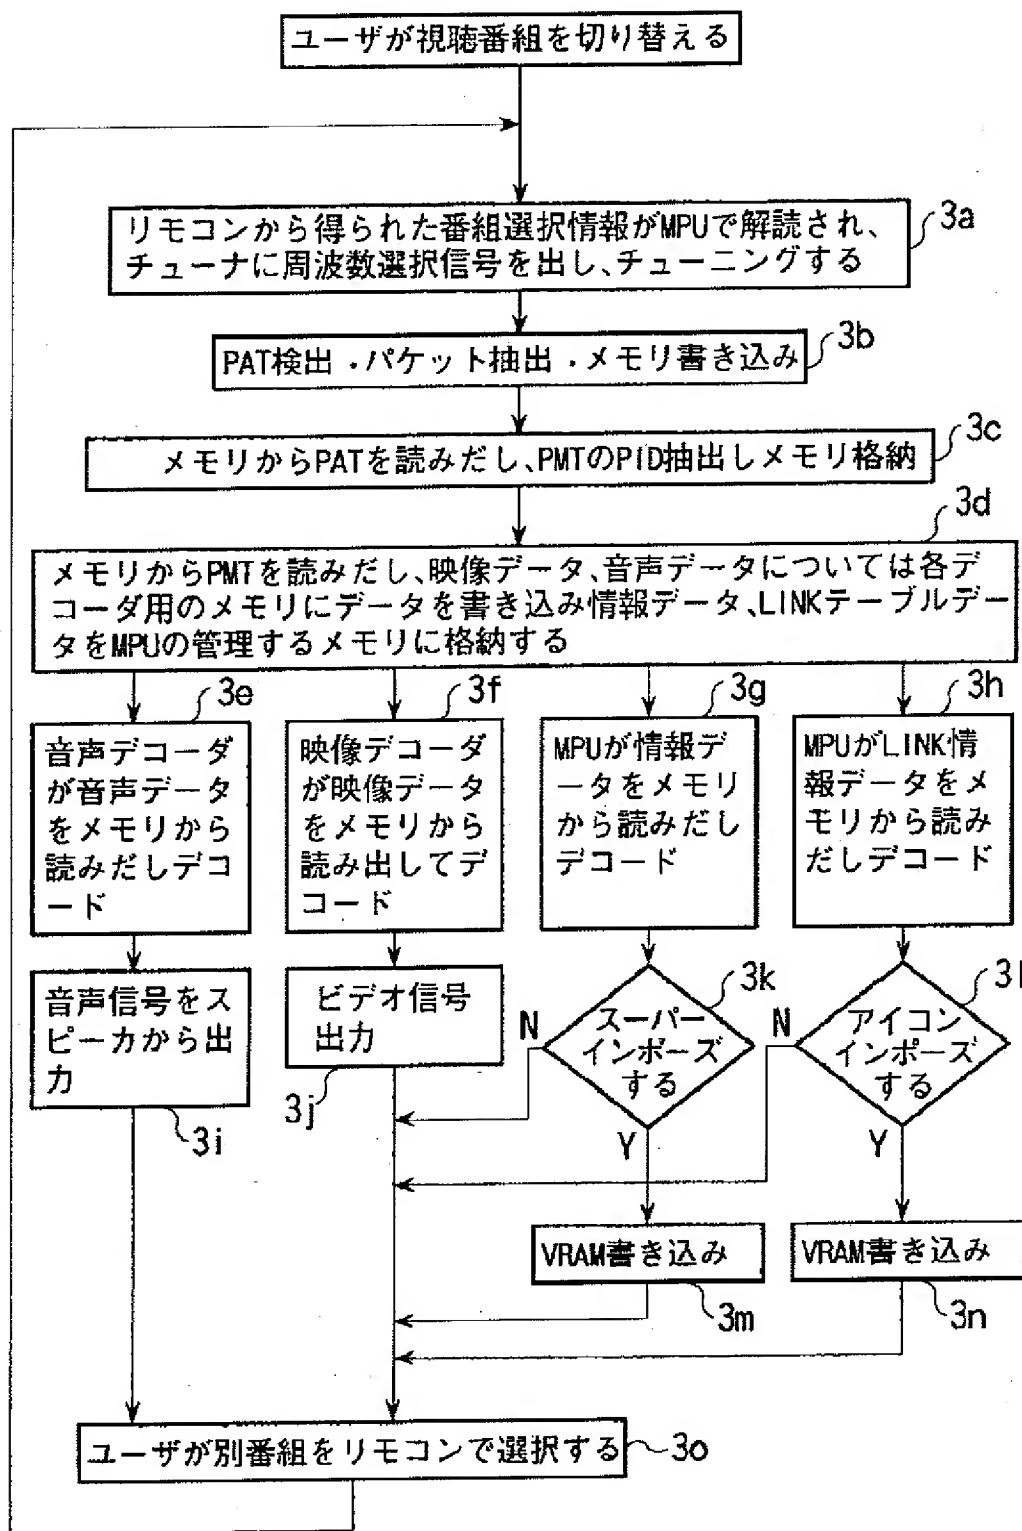 ユーザが視聴番組を切り替える
リモコンから得られた番組選択情報がMPUで解読され、
チューナに周波数選択信号を出し、チューニングする
3a
PAT検出・パケット抽出・メモリ書き込み
3b
メモリからPATを読みだし、PMTのPID抽出しメモリ格納
3c
3d
メモリからPMTを読みだし、映像データ、音声データについては各デ
コーダ用のメモリにデータを書き込み情報データ、LINKテーブルデー
タをMPUの管理するメモリに格納する
3e
音声デコーダ
が音声データ
をメモリから
読みだしデコ
ード
3f
映像デコーダ
が映像データ
をメモリから
読み出してデ
コード
3g
MPUが情報デ
ータをメモリ
から読みだし
デコード
3h
MPUがLINK情
報データをメ
モリから読み
だしデコード
音声信号をス
ピーカから出
力
3i
ビデオ信号
出力
3j
3k
スーパー
インポーズ
する
N
Y
3l
アイコン
インポーズ
する
N
Y
VRAM書き込み
3m
VRAM書き込み
3n
ユーザが別番組をリモコンで選択する
3o